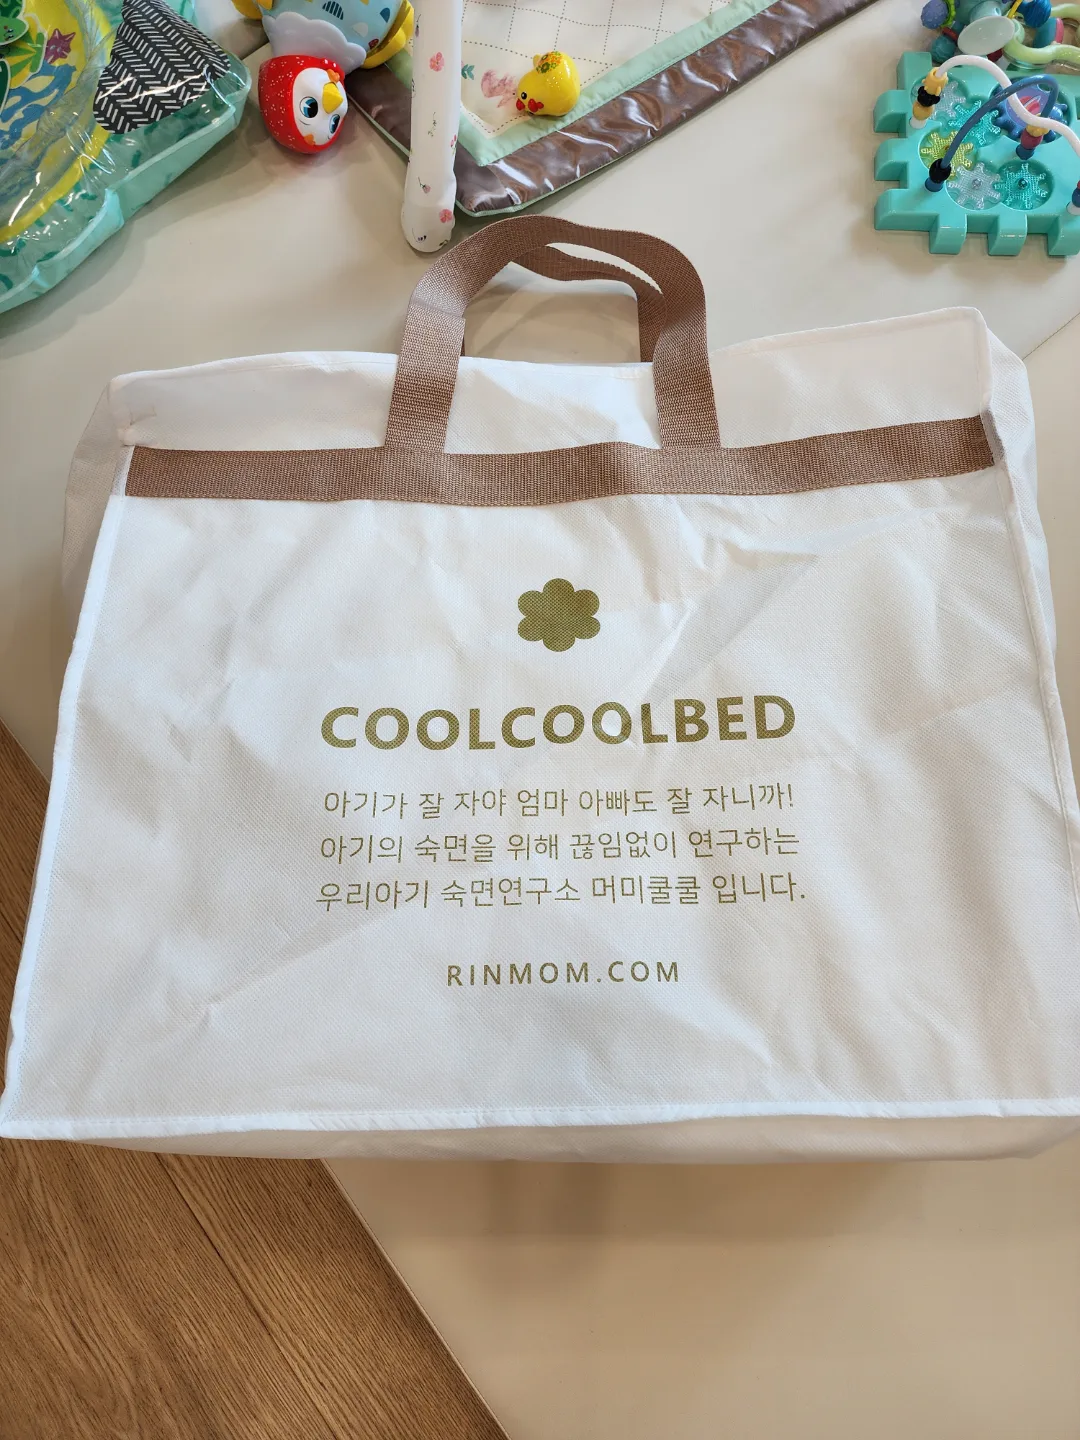 COOLCOOLBED
아기가 잘 자야 엄마 아빠도 잘 자니까!
아기의 숙면을 위해 끊임없이 연구하는
우리아기 숙면연구소 머미쿨쿨 입니다.
RINMOM.COM